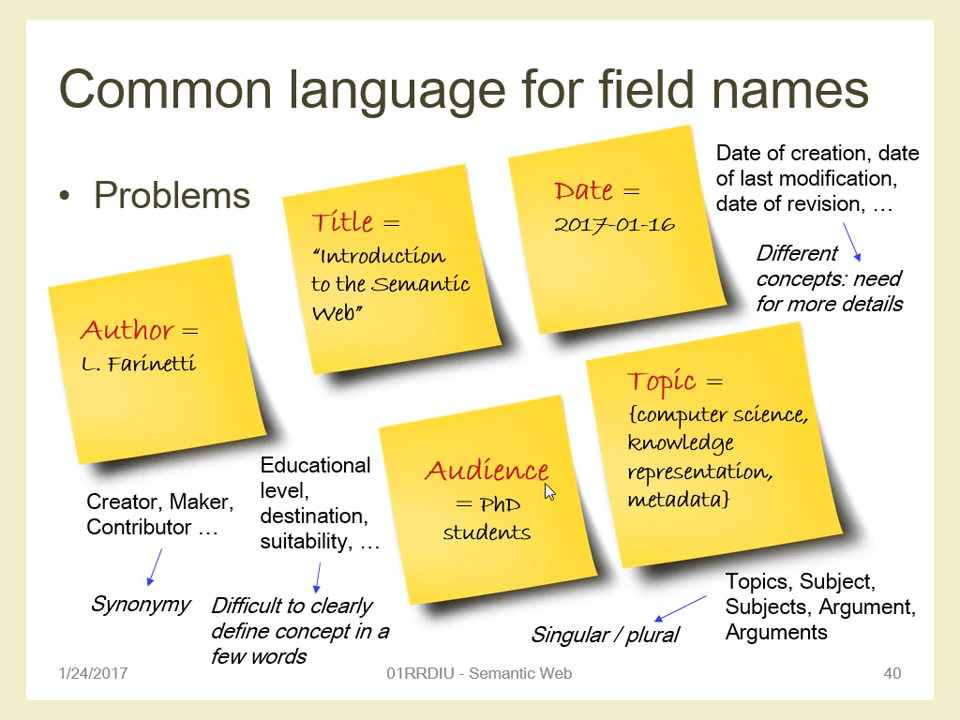 Common language for field names
• Problems
Title =
“Introduction
to the Semantic
Web”
Date =
2017-01-16
Date of creation, date
of last modification,
date of revision, …
Different
concepts: need
for more details
Author =
L. Farinetti
Creator, Maker,
Contributor …
Synonymy
Educational
level,
destination,
suitability, …
Difficult to clearly
define concept in a
few words
Audience
= PhD
students
Topic =
{computer science,
knowledge
representation,
metadata}
Topics, Subject,
Subjects, Argument,
Arguments
Singular / plural
1/24/2017
01RRDIU - Semantic Web
40